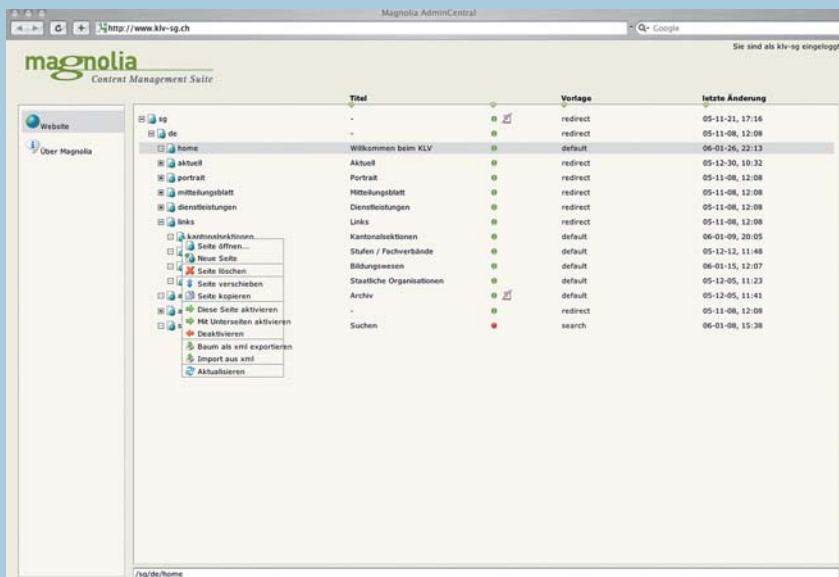 Magnolia AdminCentral
http://www.klv-sg.ch
Google
Sie sind als klv-sg eingeloggt
magnolia
Content Management Suite
Titel Vorlage letzte Änderung
Website
Über Magnolia
sg - redirect 05-11-21, 17:16
de - redirect 05-11-08, 12:08
home Willkommen beim KLV default 06-01-26, 22:13
aktuell Aktuell redirect 05-12-30, 10:32
portrait Portrait redirect 05-11-08, 12:08
mitteilungsblatt Mitteilungsblatt redirect 05-11-08, 12:08
dienstleistungen Dienstleistungen redirect 05-11-08, 12:08
links Links redirect 05-11-08, 12:08
kantonalsektionen Kantonalsektionen default 06-01-09, 20:05
Stufen / Fachverbände default 05-12-12, 11:48
Bildungswesen default 06-01-15, 12:07
Staatliche Organisationen default 05-12-05, 11:23
a Archiv default 05-12-05, 11:41
a - redirect 05-11-08, 12:08
s Suchen search 06-01-08, 15:38
Seite öffnen...
Neue Seite
Seite löschen
Seite verschieben
Seite kopieren
Diese Seite aktivieren
Mit Unterseiten aktivieren
Deaktivieren
Baum als xml exportieren
Import aus xml
Aktualisieren
/sg/de/home